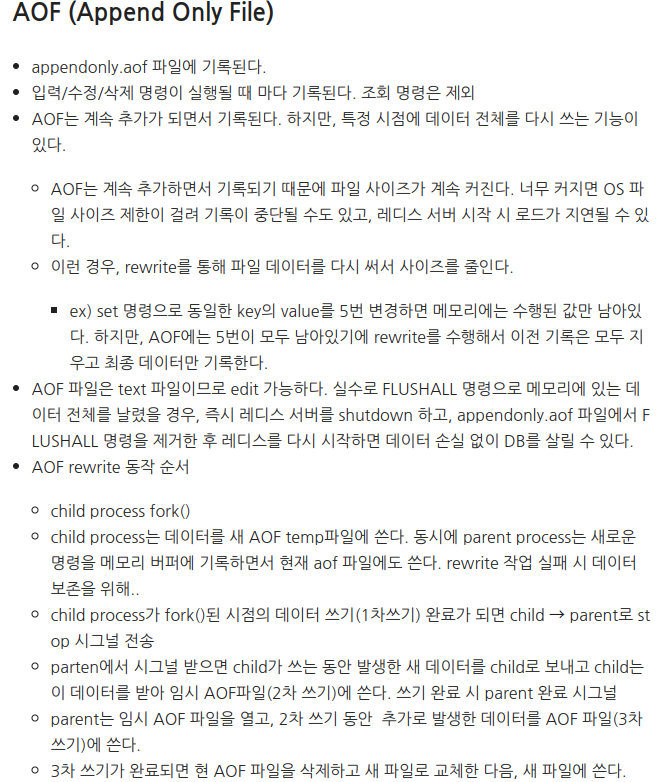 AOF (Append Only File)
appendonly.aof 파일에 기록된다.
입력/수정/삭제 명령이 실행될 때 마다 기록된다. 조회 명령은 제외
AOF는 계속 추가가 되면서 기록된다. 하지만, 특정 시점에 데이터 전체를 다시 쓰는 기능이
있다.
AOF는 계속 추가하면서 기록되기 때문에 파일 사이즈가 계속 커진다. 너무 커지면 OS 파
일 사이즈 제한이 걸려 기록이 중단될 수도 있고, 레디스 서버 시작 시 로드가 지연될 수 있
다.
이런 경우, rewrite를 통해 파일 데이터를 다시 써서 사이즈를 줄인다.
ex) set 명령으로 동일한 key의 value를 5번 변경하면 메모리에는 수행된 값만 남아있
다. 하지만, AOF에는 5번이 모두 남아있기에 rewrite를 수행해서 이전 기록은 모두 지
우고 최종 데이터만 기록한다.
AOF 파일은 text 파일이므로 edit 가능하다. 실수로 FLUSHALL 명령으로 메모리에 있는 데
이터 전체를 날렸을 경우, 즉시 레디스 서버를 shutdown 하고, appendonly.aof 파일에서 F
LUSHALL 명령을 제거한 후 레디스를 다시 시작하면 데이터 손실 없이 DB를 살릴 수 있다.
AOF rewrite 동작 순서
child process fork()
child process는 데이터를 새 AOF temp파일에 쓴다. 동시에 parent process는 새로운
명령을 메모리 버퍼에 기록하면서 현재 aof 파일에도 쓴다. rewrite 작업 실패 시 데이터
보존을 위해..
child process가 fork()된 시점의 데이터 쓰기(1차쓰기) 완료가 되면 child → parent로 st
op 시그널 전송
parten에서 시그널 받으면 child가 쓰는 동안 발생한 새 데이터를 child로 보내고 child는
이 데이터를 받아 임시 AOF파일(2차 쓰기)에 쓴다. 쓰기 완료 시 parent 완료 시그널
parent는 임시 AOF 파일을 열고, 2차 쓰기 동안 추가로 발생한 데이터를 AOF 파일(3차
쓰기)에 쓴다.
3차 쓰기가 완료되면 현 AOF 파일을 삭제하고 새 파일로 교체한 다음, 새 파일에 쓴다.